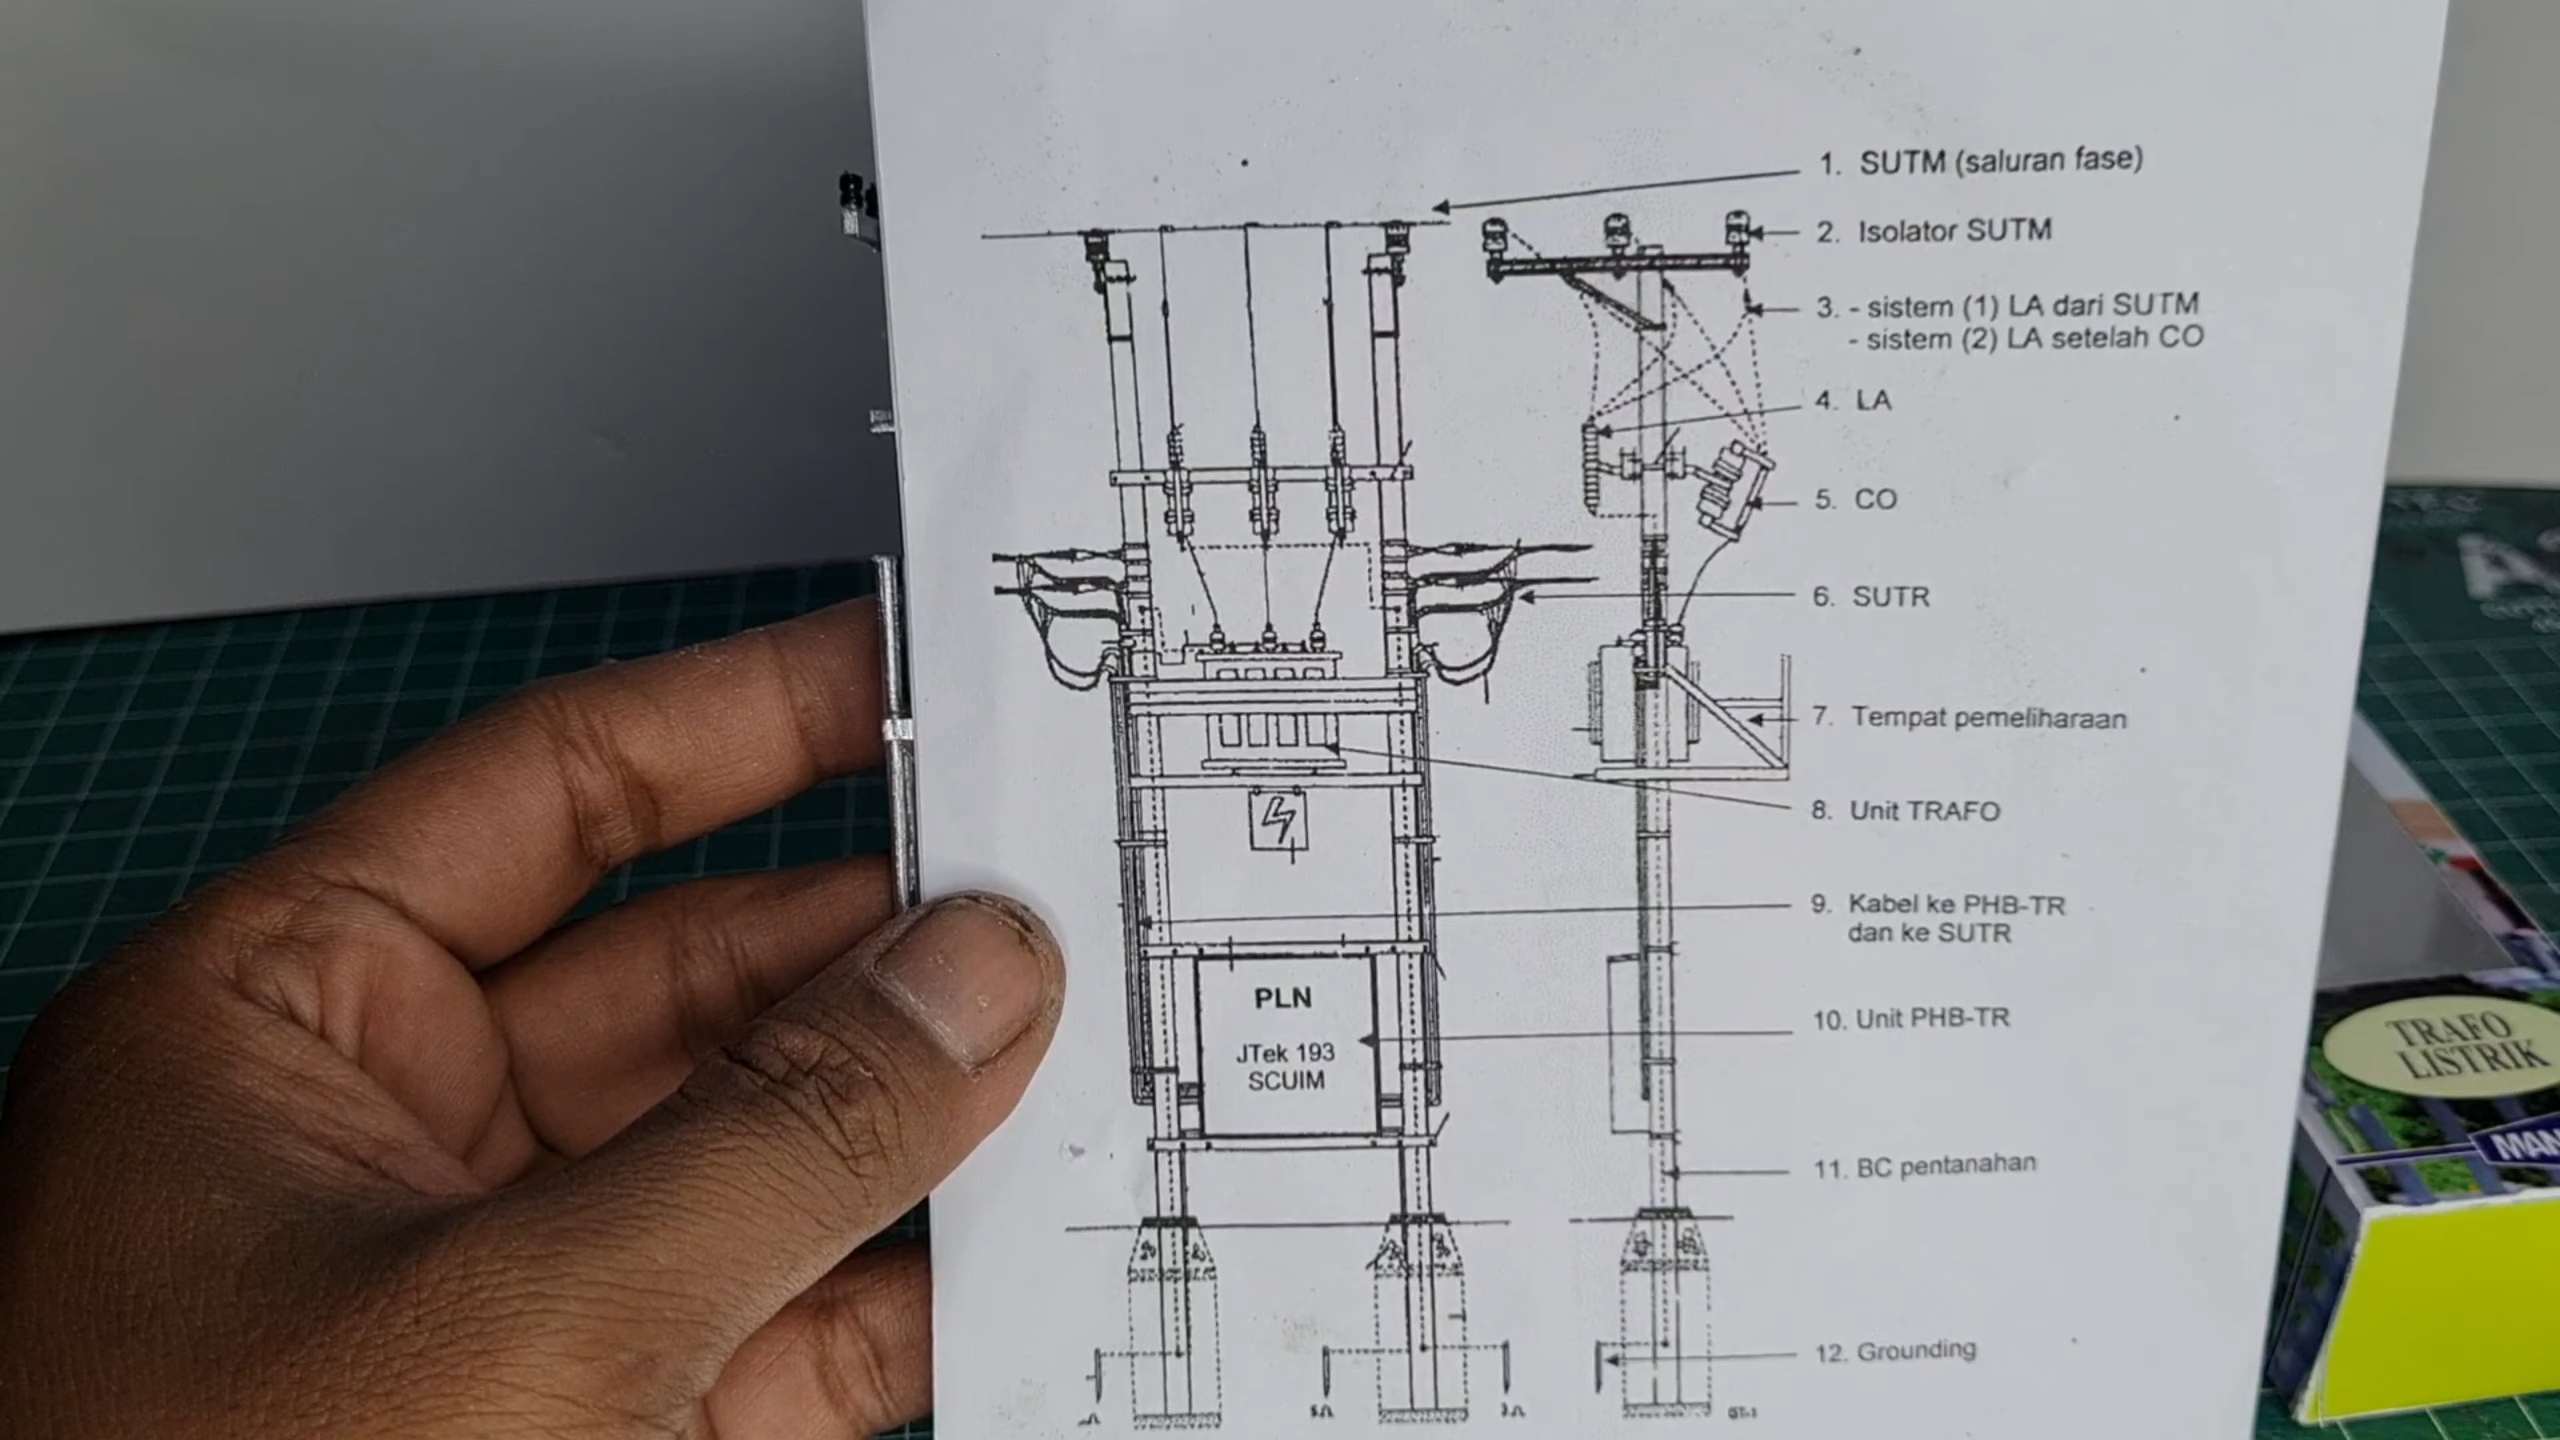 1. SUTM (saluran fase)
2. Isolator SUTM
3. - sistem (1) LA dari SUTM
- sistem (2) LA setelah CO
4. LA
5. CO
6. SUTR
7. Tempat pemeliharaan
8. Unit TRAFO
9. Kabel ke PHB-TR
dan ke SUTR
PLN
JTek 193
SCUIM
10. Unit PHB-TR
11. BC pentanahan
12. Grounding
TRAFO
LISTRIK